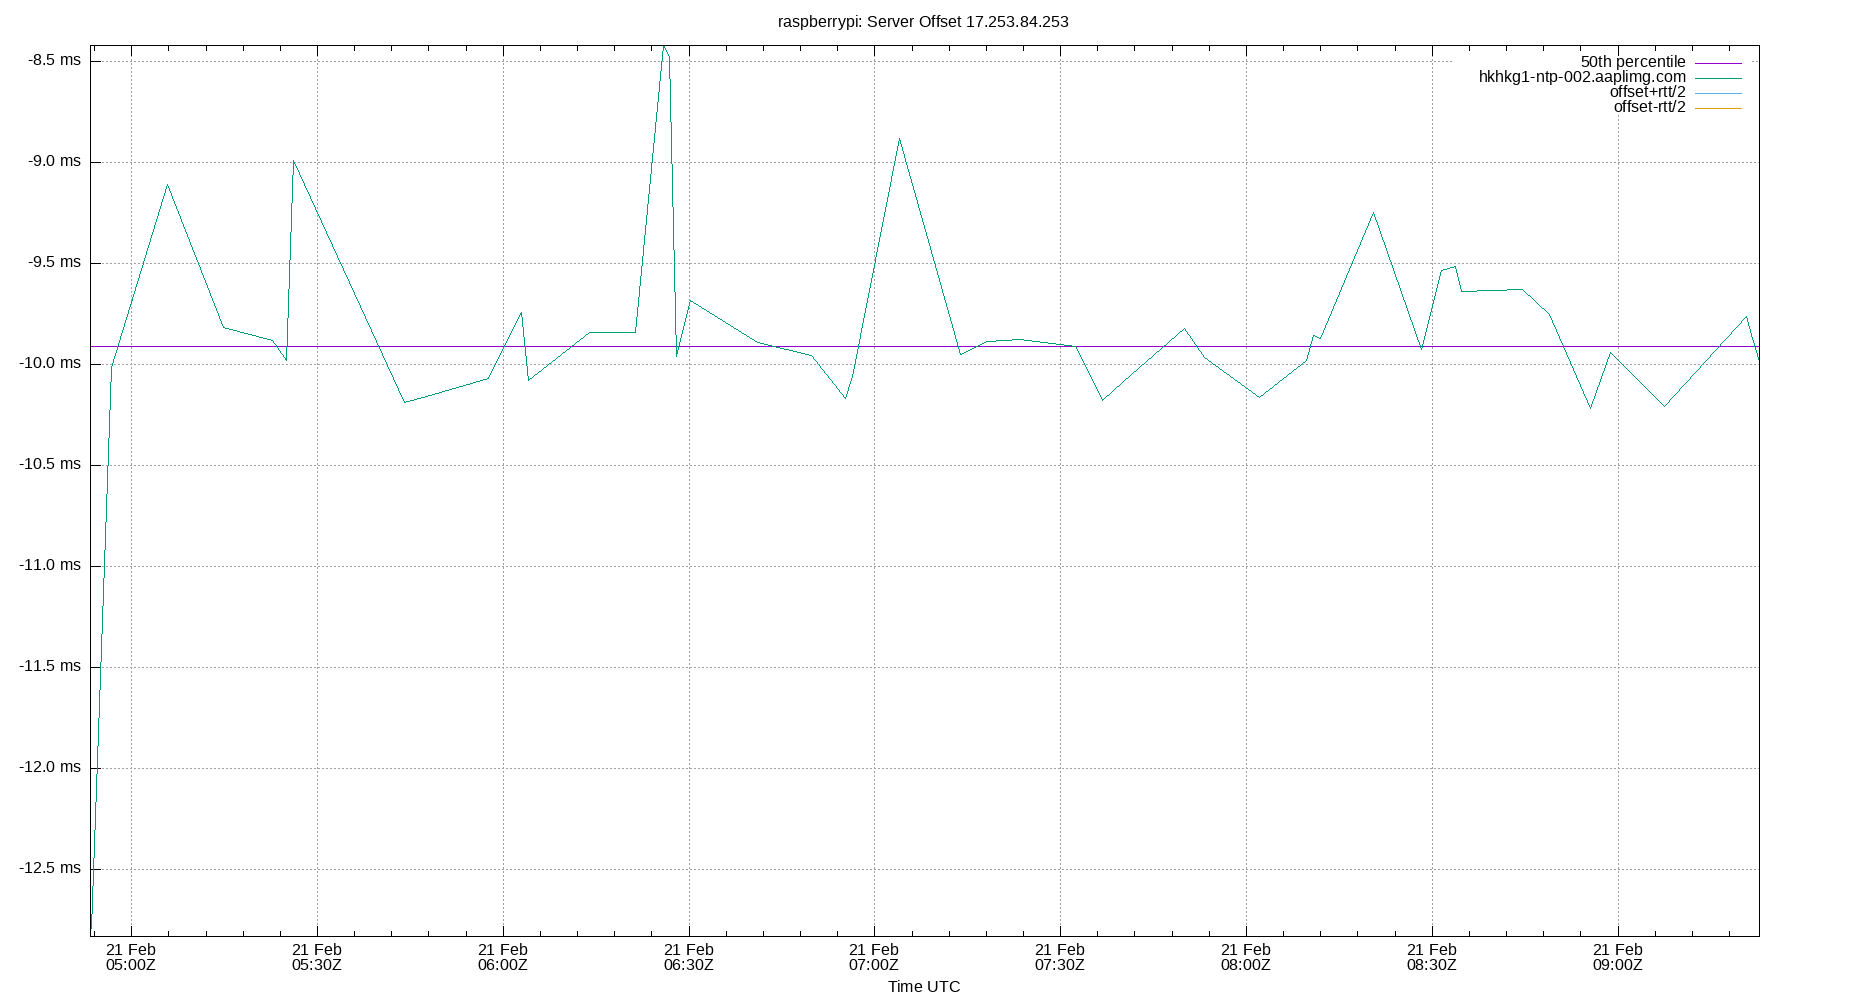 raspberrypi: Server Offset 17.253.84.253
-8.5 ms
-9.0 ms
-9.5 ms
-10.0 ms
-10.5 ms
-11.0 ms
-11.5 ms
-12.0 ms
-12.5 ms
50th percentile
hkhkg1-ntp-002.aaplimg.com
offset+rtt/2
offset-rtt/2
21 Feb 21 Feb 21 Feb 21 Feb 21 Feb 21 Feb 21 Feb 21 Feb 21 Feb
05:00Z 05:30Z 06:00Z 06:30Z 07:00Z 07:30Z 08:00Z 08:30Z 09:00Z
Time UTC